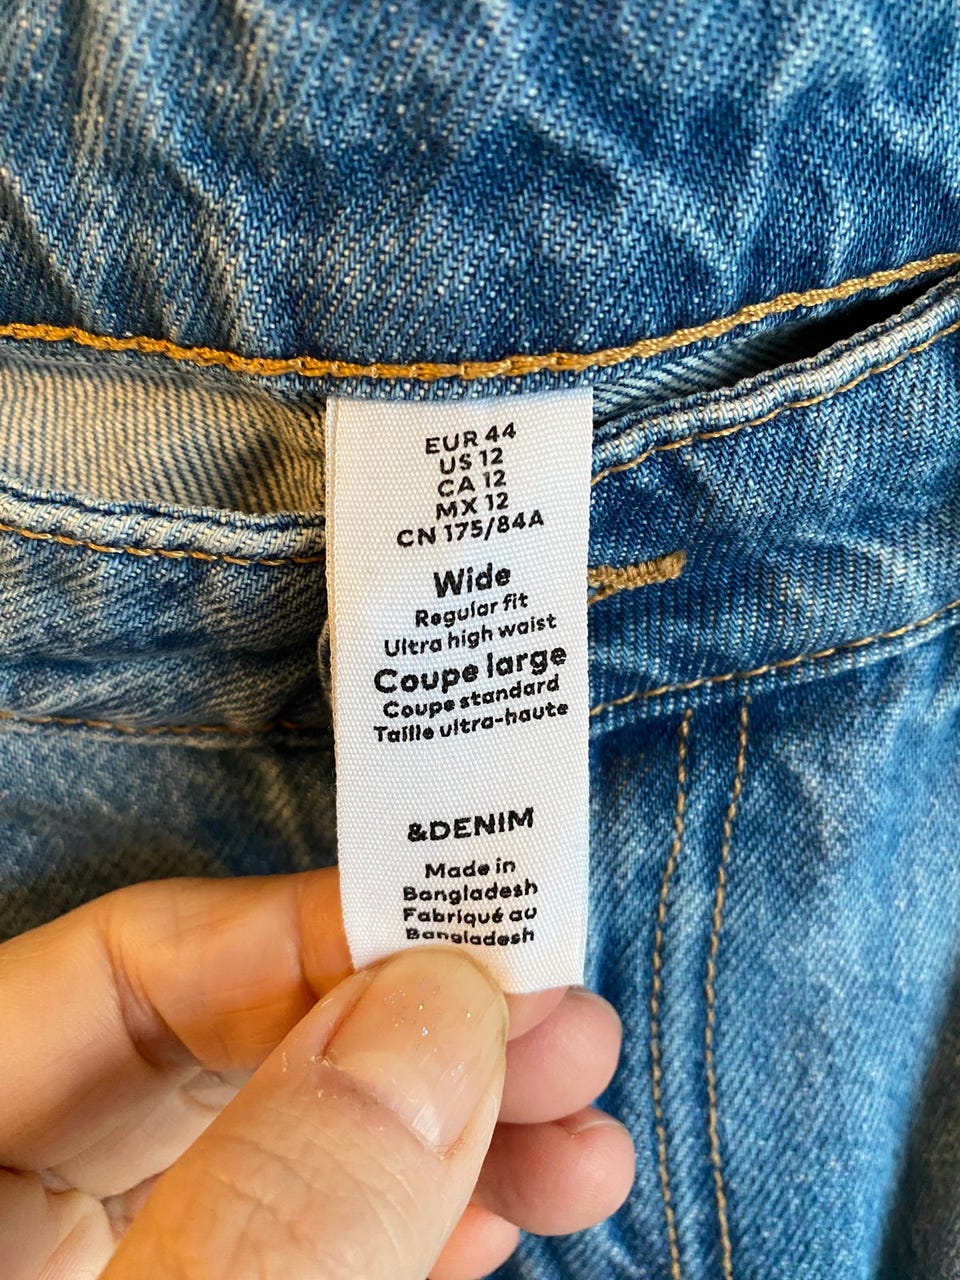 EUR 44
US 12
CA 12
MX 12
CN 175/84A
Wide
Regular fit
Ultra high waist
Coupe large
Coupe standard
Taille ultra-haute
&DENIM
Made in
Bangladesh
Fabriqué au
Bangladesh